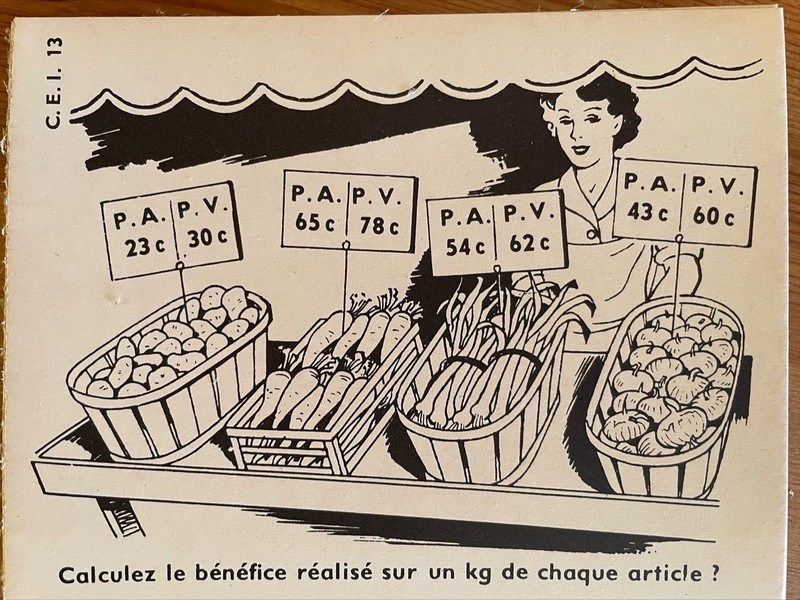 C. E. I. 13
P. A. P. V.
23 c 30 c
P. A. P. V.
65 c 78 c
P. A. P. V.
54 c 62 c
P. A. P. V.
43 c 60 c
Calculez le bénéfice réalisé sur un kg de chaque article ?